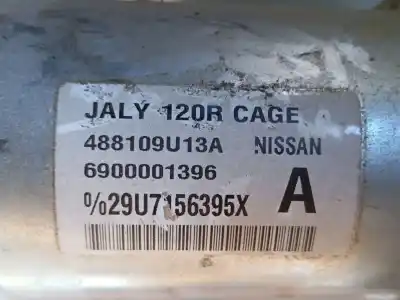 JALY 120R CAGE
488109U13A NISSAN
6900001396
%29U7156395X A